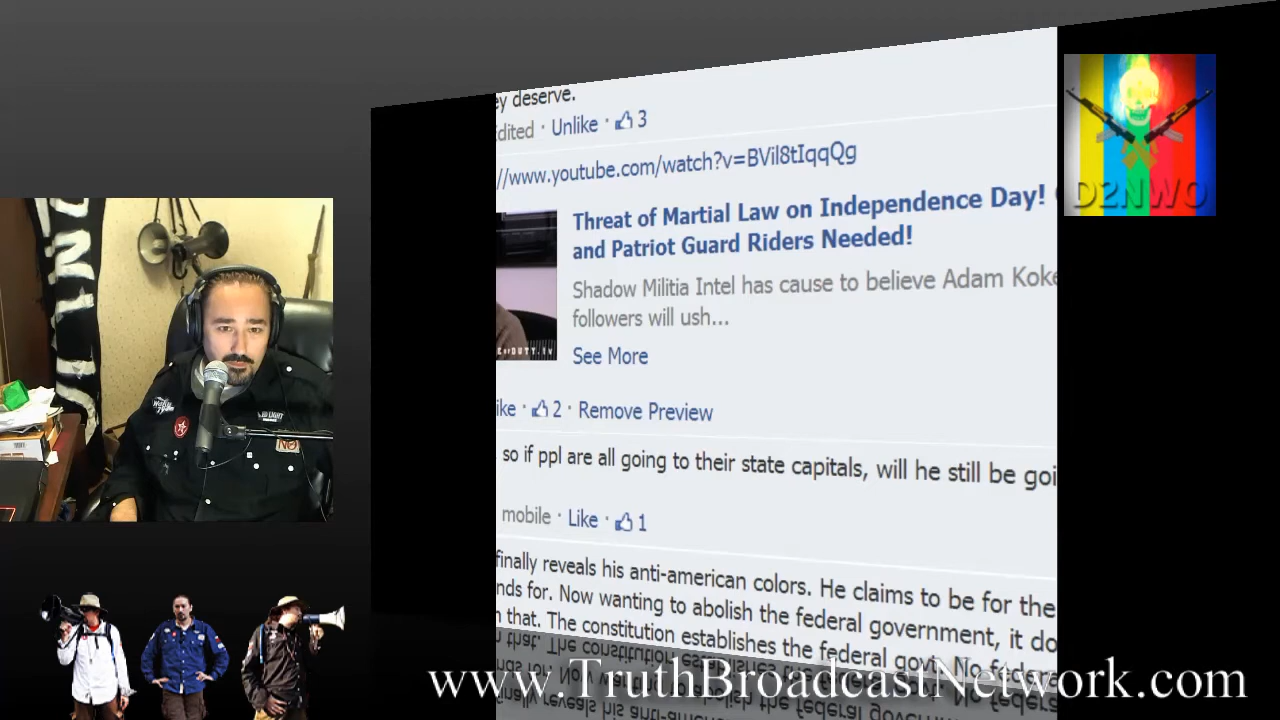 ey deserve.
dited · Unlike · 3
//www.youtube.com/watch?v=BVil8tIqqQg
Threat of Martial Law on Independence Day!
and Patriot Guard Riders Needed!
Shadow Militia Intel has cause to believe Adam Koke
followers will ush...
See More
ike · 2 · Remove Preview
so if ppl are all going to their state capitals, will he still be goi
mobile · Like · 1
finally reveals his anti-american colors. He claims to be for the
nds for. Now wanting to abolish the federal government, it do
n that. The constitution establishes the federal govt. No federa
D2NWO
www.TruthBroadcastNetwork.com